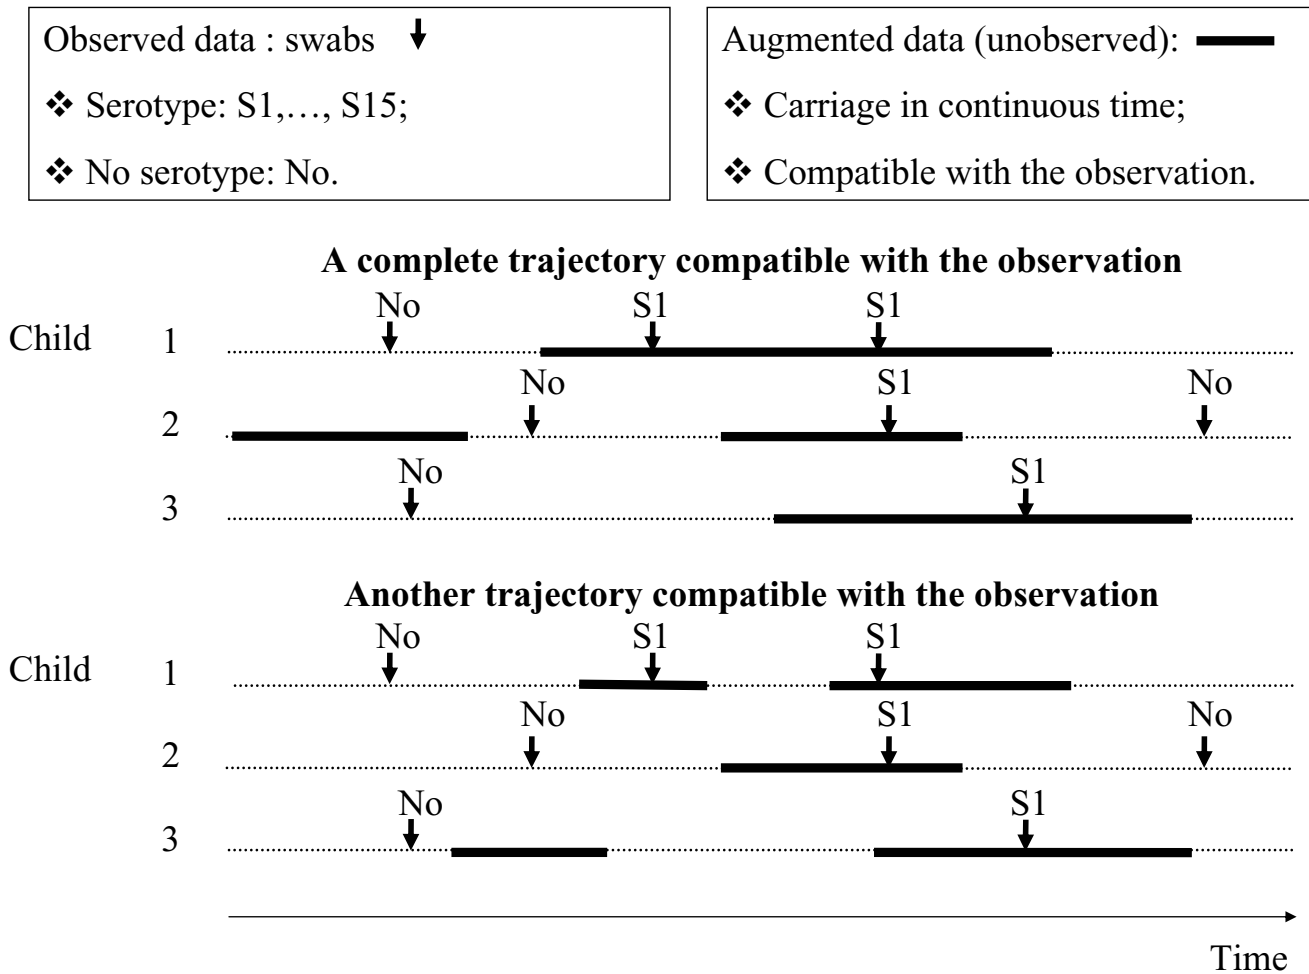 Observed data : swabs
❖ Serotype: S1,…, S15;
❖ No serotype: No.
Augmented data (unobserved):
❖ Carriage in continuous time;
❖ Compatible with the observation.
A complete trajectory compatible with the observation
No S1 S1
Child 1
No S1 No
2
No S1
3
Another trajectory compatible with the observation
No S1 S1
Child 1
No S1 No
2
No S1
3
Time